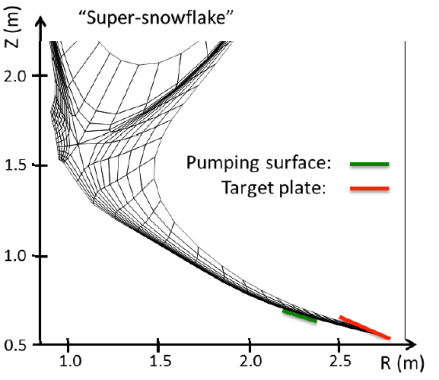 "Super-snowflake"
Z (m)
2.0
1.5
Pumping surface:
Target plate:
1.0
0.5
1.0 1.5 2.0 2.5 R (m)